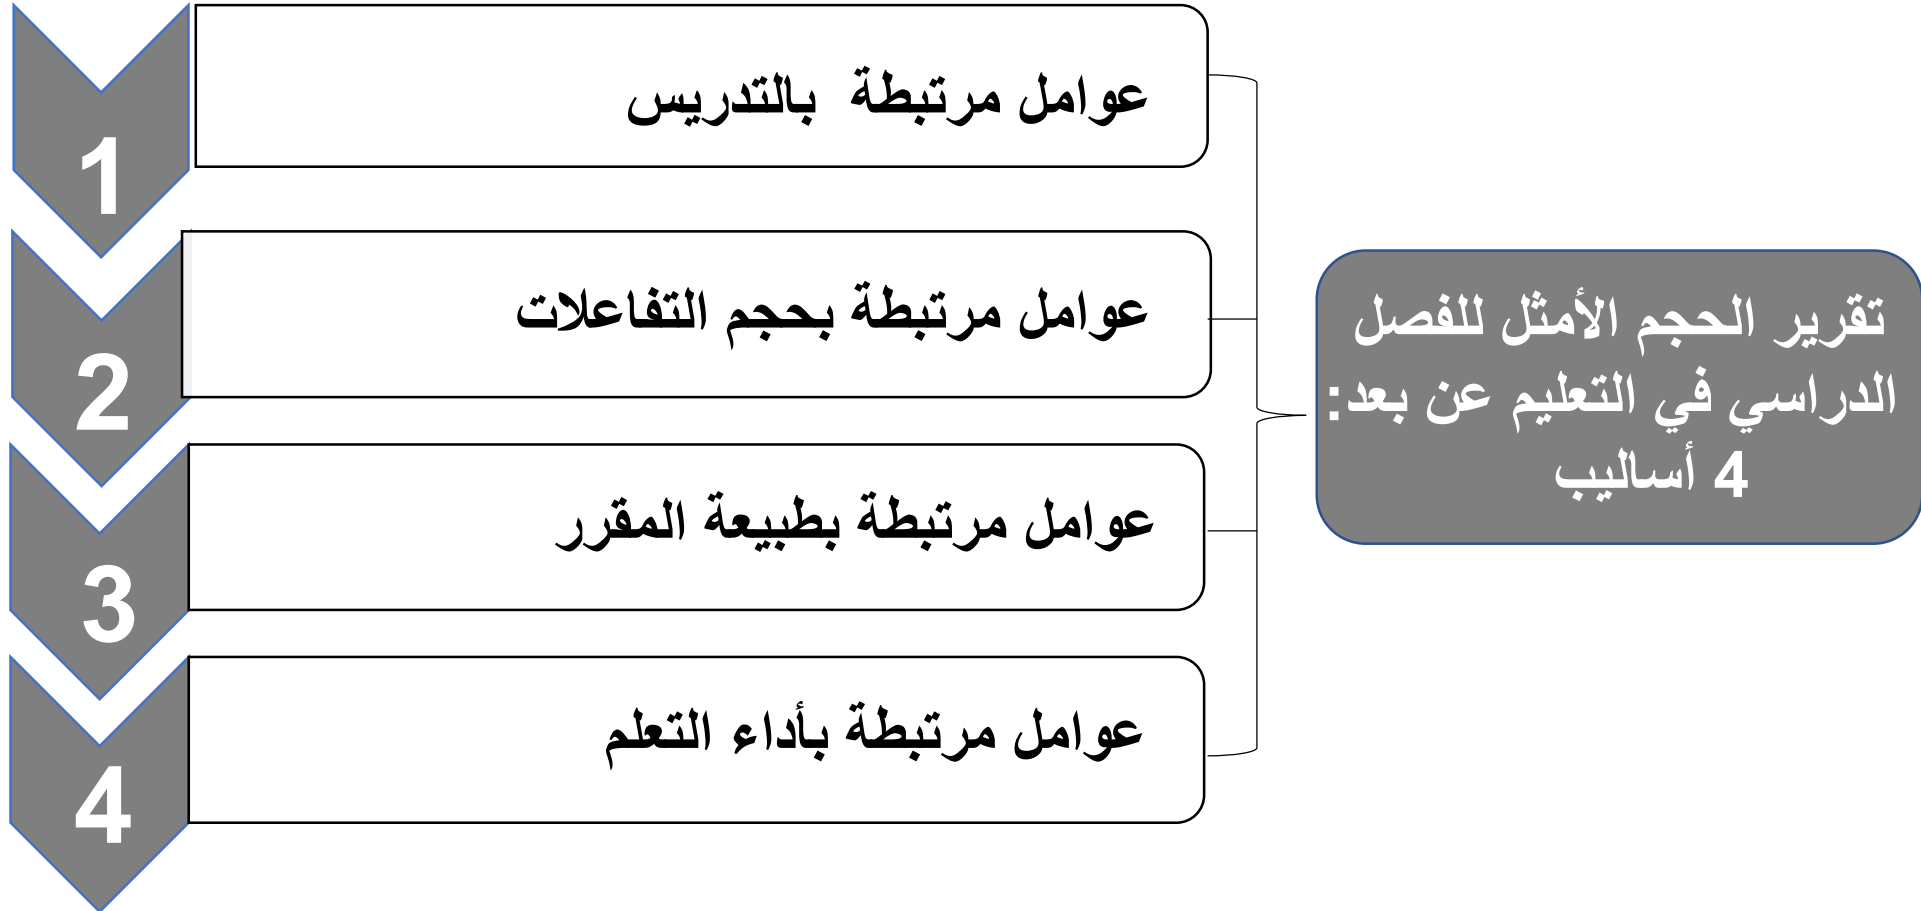 تقرير الحجم الأمثل للفصل
الدراسي في التعليم عن بعد:
4 أساليب
1
عوامل مرتبطة بالتدريس
2
عوامل مرتبطة بحجم التفاعلات
3
عوامل مرتبطة بطبيعة المقرر
4
عوامل مرتبطة بأداء التعلم